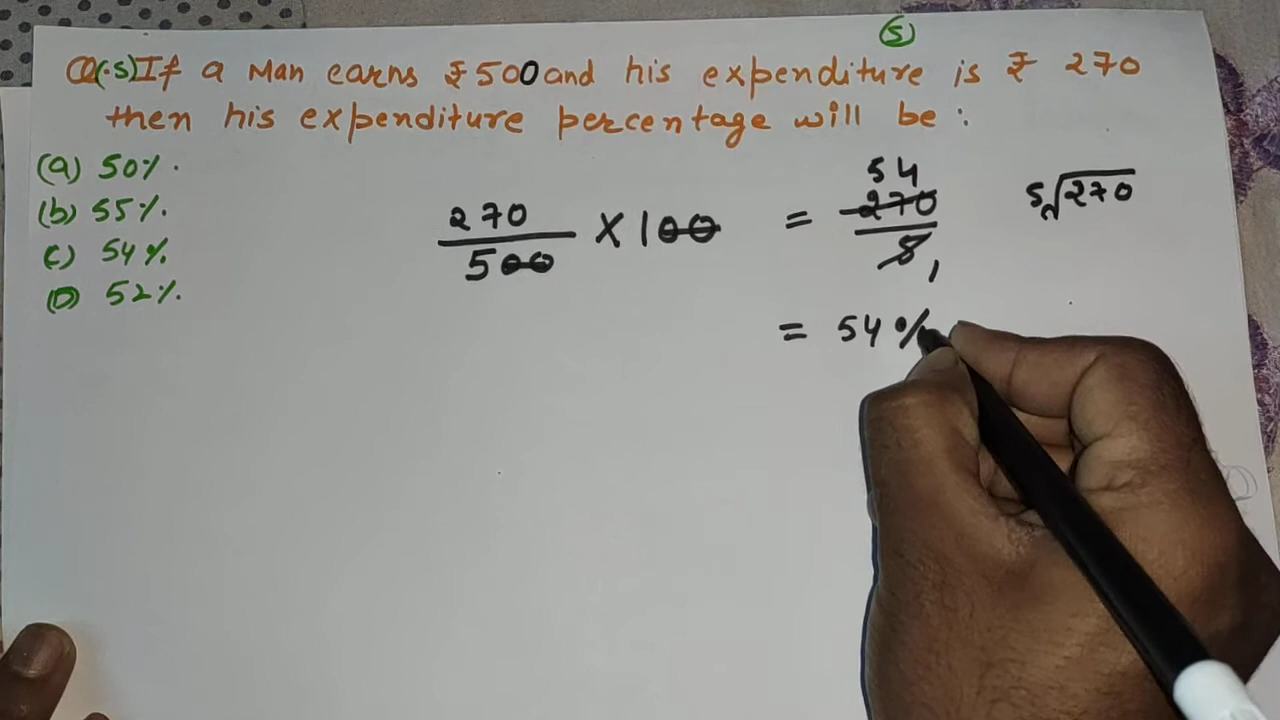 (5)
Q(.5) If a Man earns ₹ 500 and his expenditure is ₹ 270
then his expenditure percentage will be :
(a) 50%.
(b) 55%.
(c) 54%.
(D) 52%.
270/500 × 100 = 54 270/5 1
5√270
= 54%